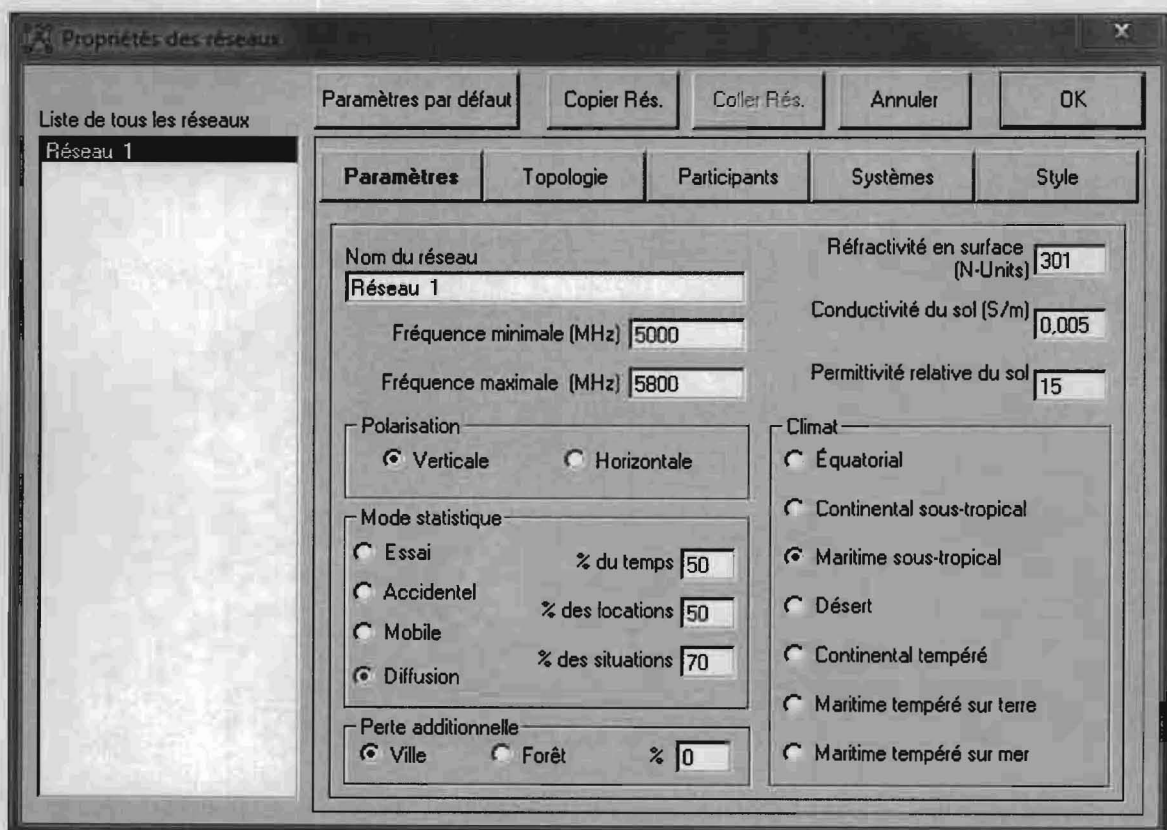 Propriétés des réseaux
x
Paramètres par défaut
Copier Rés.
Coller Rés.
Annuler
OK
Liste de tous les réseaux
Réseau 1
Paramètres
Topologie
Participants
Systèmes
Style
Nom du réseau
Réseau 1
Réfractivité en surface
(N-Units) 301
Fréquence minimale (MHz) 5000
Conductivité du sol (S/m) 0,005
Fréquence maximale (MHz) 5800
Permittivité relative du sol 15
Polarisation
Verticale
Horizontale
Mode statistique
Essai
Accidentel
Mobile
Diffusion
% du temps 50
% des locations 50
% des situations 70
Perte additionnelle
Ville
Forêt
% 0
Climat
Équatorial
Continental sous-tropical
Maritime sous-tropical
Désert
Continental tempéré
Maritime tempéré sur terre
Maritime tempéré sur mer